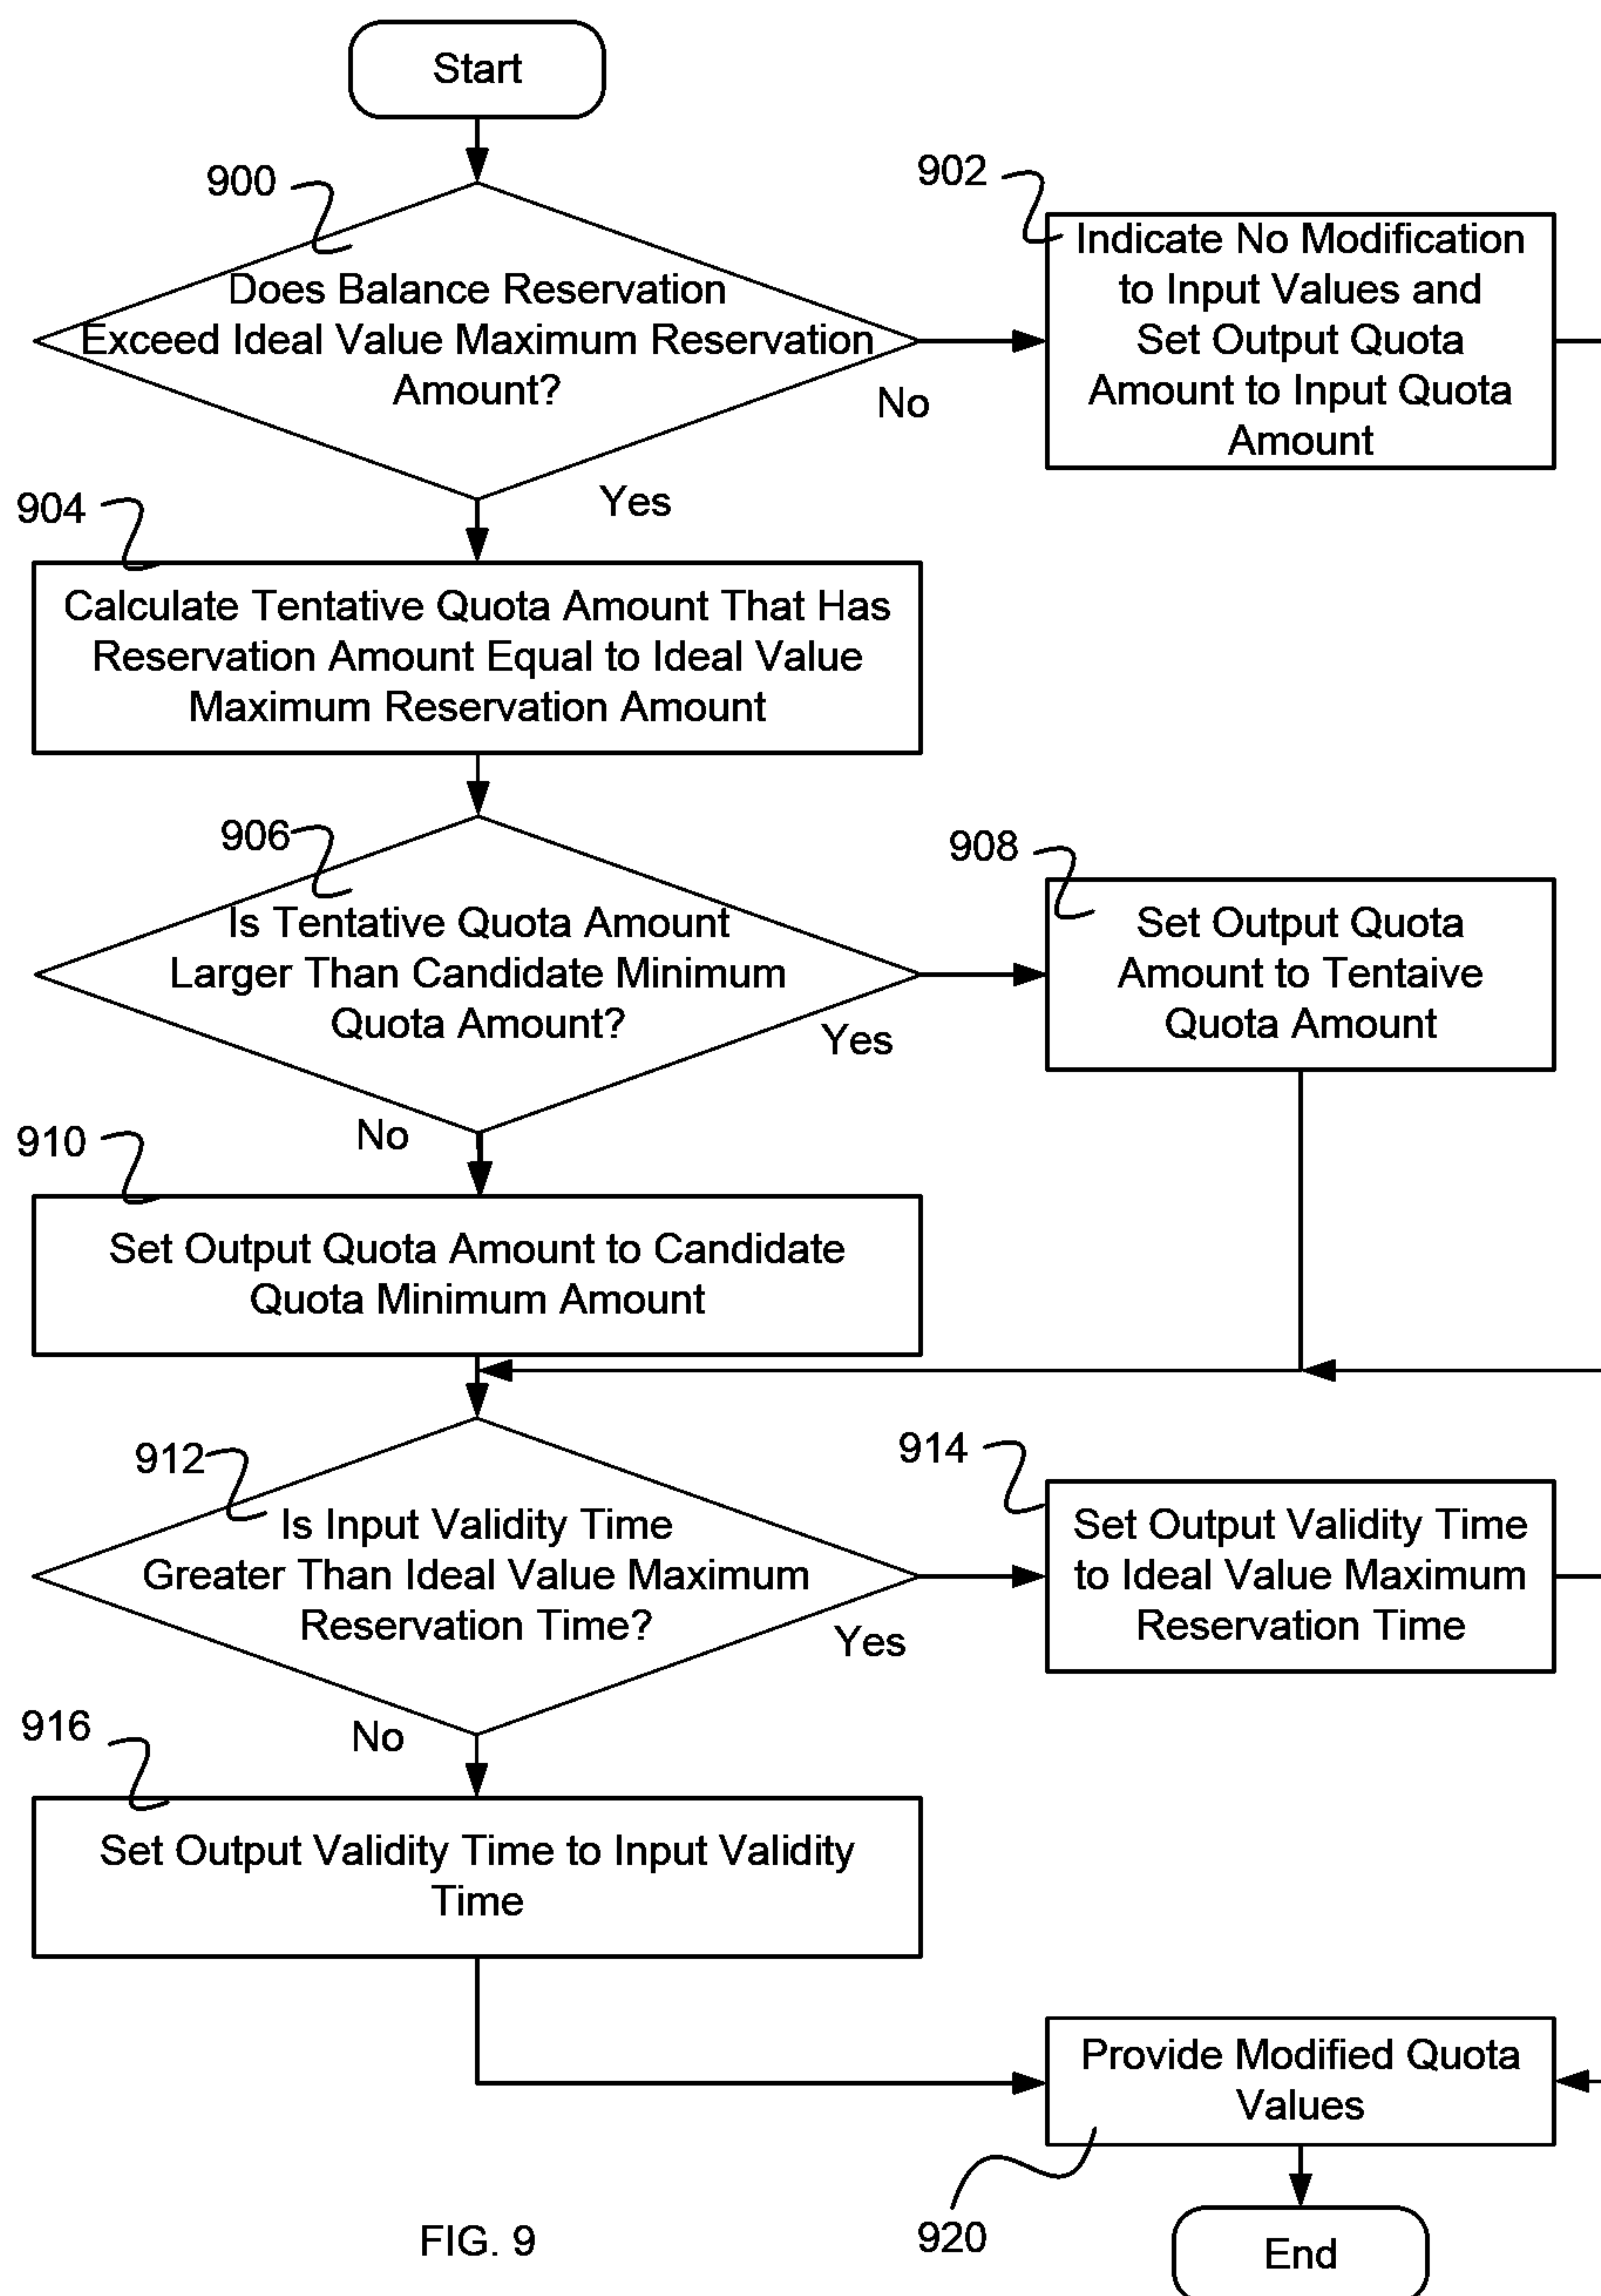 Start
900
Does Balance Reservation
Exceed Ideal Value Maximum Reservation
Amount?
No
Yes
902
Indicate No Modification
to Input Values and
Set Output Quota
Amount to Input Quota
Amount
904
Calculate Tentative Quota Amount That Has
Reservation Amount Equal to Ideal Value
Maximum Reservation Amount
906
Is Tentative Quota Amount
Larger Than Candidate Minimum
Quota Amount?
Yes
No
908
Set Output Quota
Amount to Tentaive
Quota Amount
910
Set Output Quota Amount to Candidate
Quota Minimum Amount
912
Is Input Validity Time
Greater Than Ideal Value Maximum
Reservation Time?
Yes
No
914
Set Output Validity Time
to Ideal Value Maximum
Reservation Time
916
Set Output Validity Time to Input Validity
Time
Provide Modified Quota
Values
920
End
FIG. 9